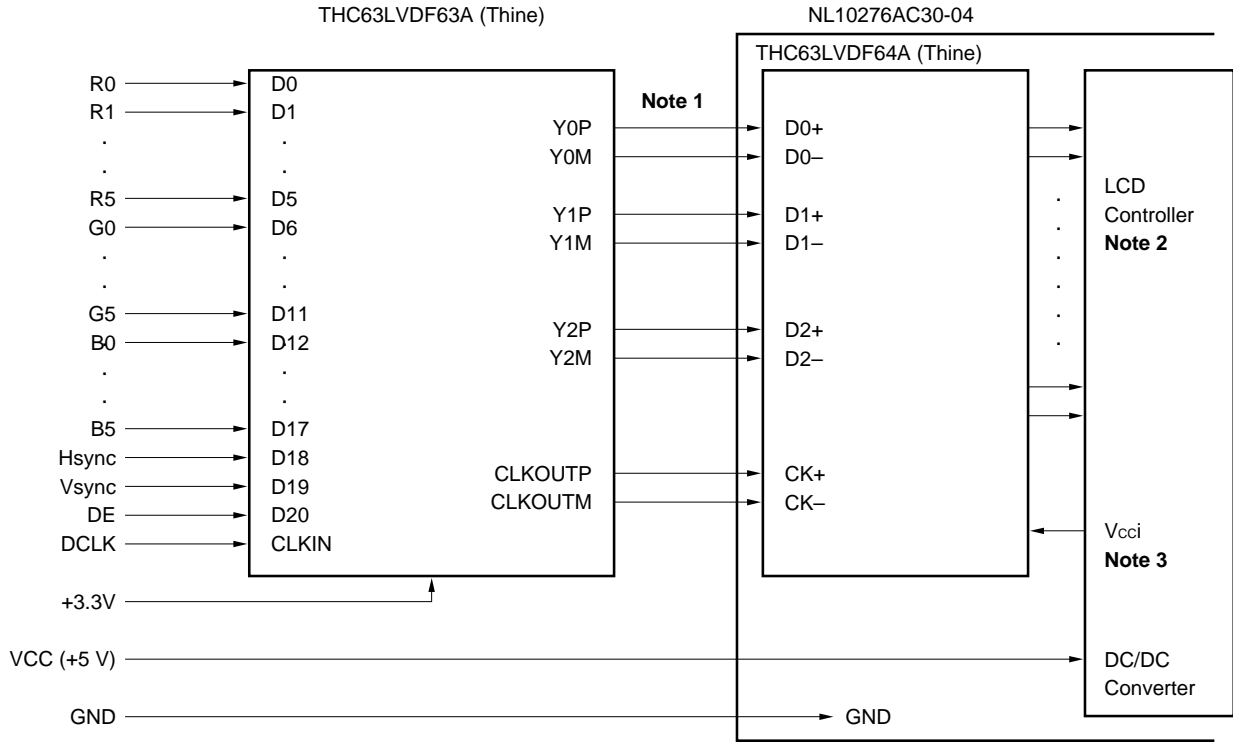 THC63LVDF63A (Thine)
NL10276AC30-04
THC63LVDF64A (Thine)
R0
R1
.
.
R5
G0
.
.
G5
B0
.
.
B5
Hsync
Vsync
DE
DCLK
+3.3V
VCC (+5 V)
GND
D0
D1
.
.
D5
D6
.
.
D11
D12
.
.
D17
D18
D19
D20
CLKIN
Y0P
Y0M
Y1P
Y1M
Y2P
Y2M
CLKOUTP
CLKOUTM
Note 1
D0+
D0–
D1+
D1–
D2+
D2–
CK+
CK–
GND
.
.
.
.
.
.
LCD
Controller
Note 2
Vcci
Note 3
DC/DC
Converter